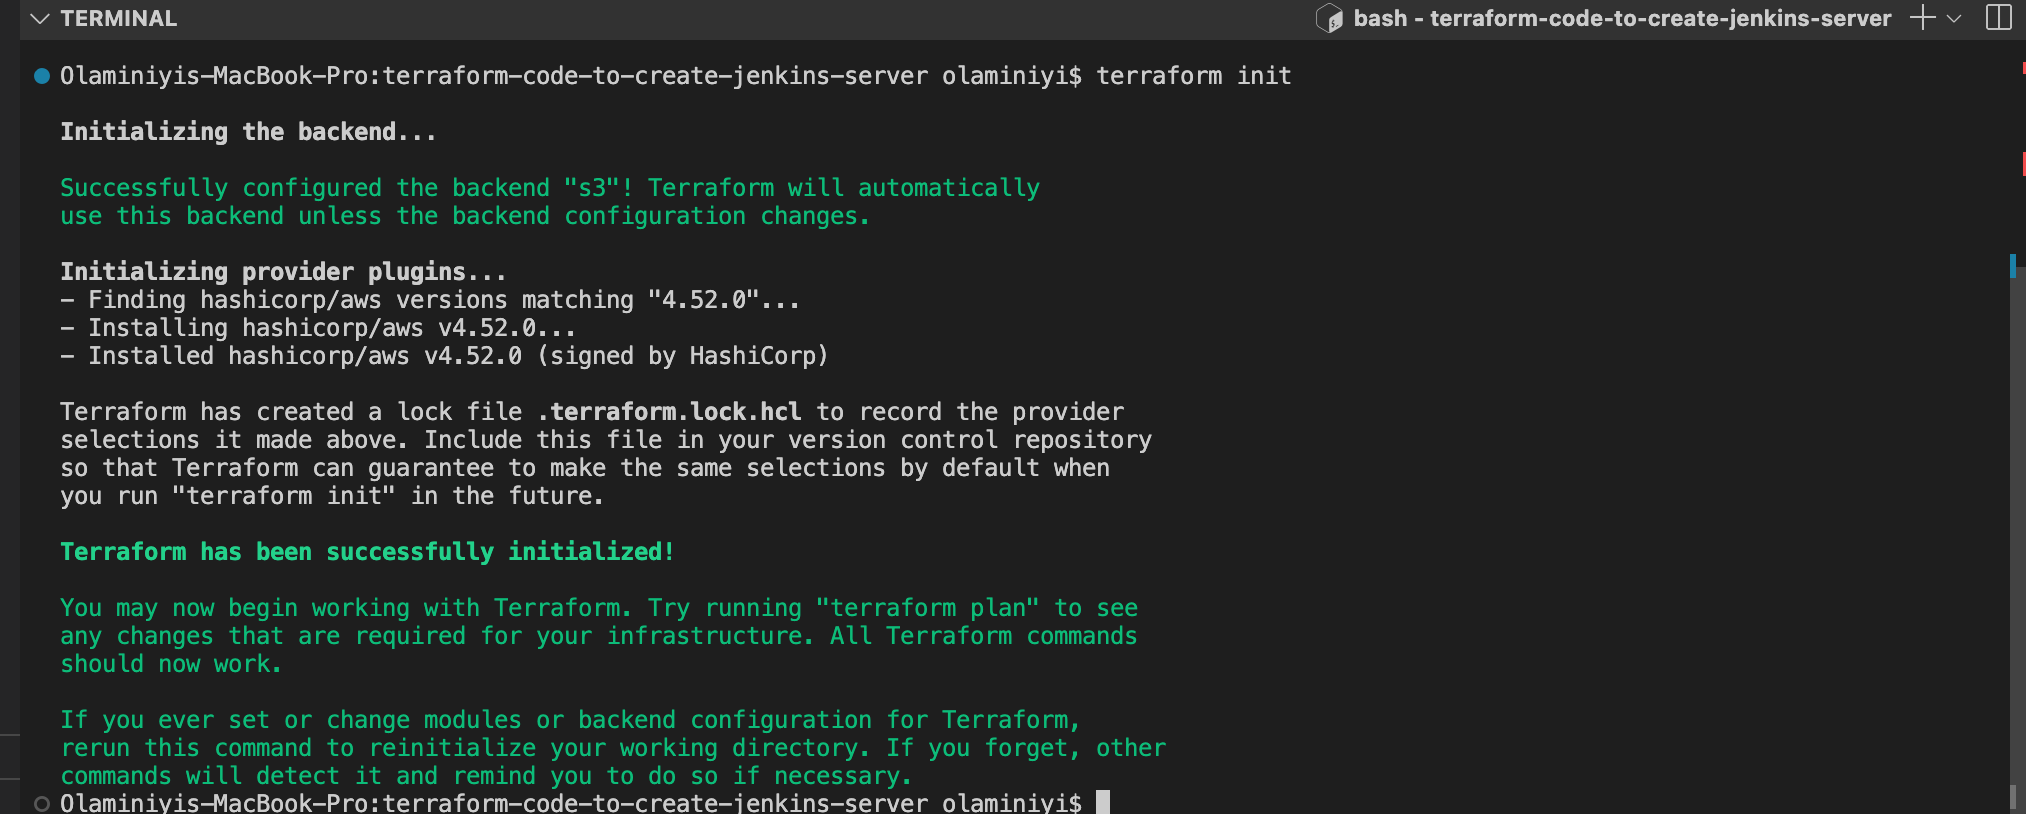 TERMINAL
bash - terraform-code-to-create-jenkins-server
Olaminiyis-MacBook-Pro:terraform-code-to-create-jenkins-server olaminiyi$ terraform init
Initializing the backend...
Successfully configured the backend "s3"! Terraform will automatically
use this backend unless the backend configuration changes.
Initializing provider plugins...
- Finding hashicorp/aws versions matching "4.52.0"...
- Installing hashicorp/aws v4.52.0...
- Installed hashicorp/aws v4.52.0 (signed by HashiCorp)
Terraform has created a lock file .terraform.lock.hcl to record the provider
selections it made above. Include this file in your version control repository
so that Terraform can guarantee to make the same selections by default when
you run "terraform init" in the future.
Terraform has been successfully initialized!
You may now begin working with Terraform. Try running "terraform plan" to see
any changes that are required for your infrastructure. All Terraform commands
should now work.
If you ever set or change modules or backend configuration for Terraform,
rerun this command to reinitialize your working directory. If you forget, other
commands will detect it and remind you to do so if necessary.
Olaminiyis-MacBook-Pro:terraform-code-to-create-jenkins-server olaminiyi$